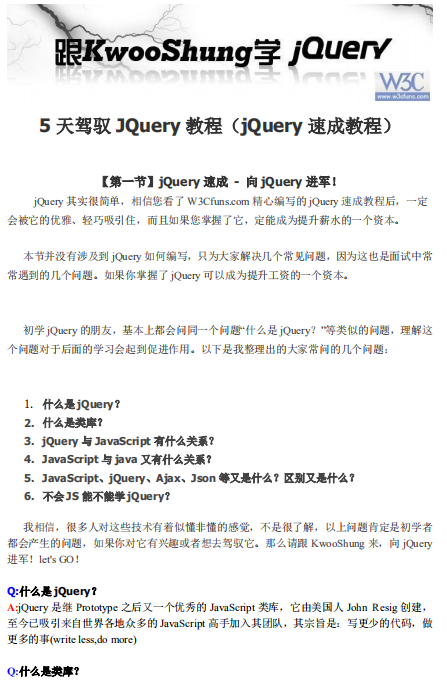 跟KwooShung学 jQuery
W3C
www.w3cfuns.com
5 天驾驭 JQuery 教程（jQuery 速成教程）
【第一节】jQuery 速成 - 向 jQuery 进军！
jQuery 其实很简单，相信您看了 W3Cfuns.com 精心编写的 jQuery 速成教程后，一定
会被它的优雅、轻巧吸引住，而且如果您掌握了它，定能成为提升薪水的一个资本。
本节并没有涉及到 jQuery 如何编写，只为大家解决几个常见问题，因为这也是面试中常
常遇到的几个问题。如果你掌握了 jQuery 可以成为提升工资的一个资本。
初学 jQuery 的朋友，基本上都会问同一个问题“什么是 jQuery？”等类似的问题，理解这
个问题对于后面的学习会起到促进作用。以下是我整理出的大家常问的几个问题：
1. 什么是 jQuery？
2. 什么是类库？
3. jQuery 与 JavaScript 有什么关系？
4. JavaScript 与 java 又有什么关系？
5. JavaScript、jQuery、Ajax、Json 等又是什么？区别又是什么？
6. 不会 JS 能不能学 jQuery？
我相信，很多人对这些技术有着似懂非懂的感觉，不是很了解，以上问题肯定是初学者
都会产生的问题，如果你对它有兴趣或者想去驾驭它。那么请跟 KwooShung 来，向 jQuery
进军！let's GO！
Q:什么是 jQuery？
A:jQuery 是继 Prototype 之后又一个优秀的 JavaScript 类库，它由美国人 John Resig 创建，
至今已吸引来自世界各地众多的 JavaScript 高手加入其团队，其宗旨是：写更少的代码，做
更多的事(write less,do more)
Q:什么是类库？